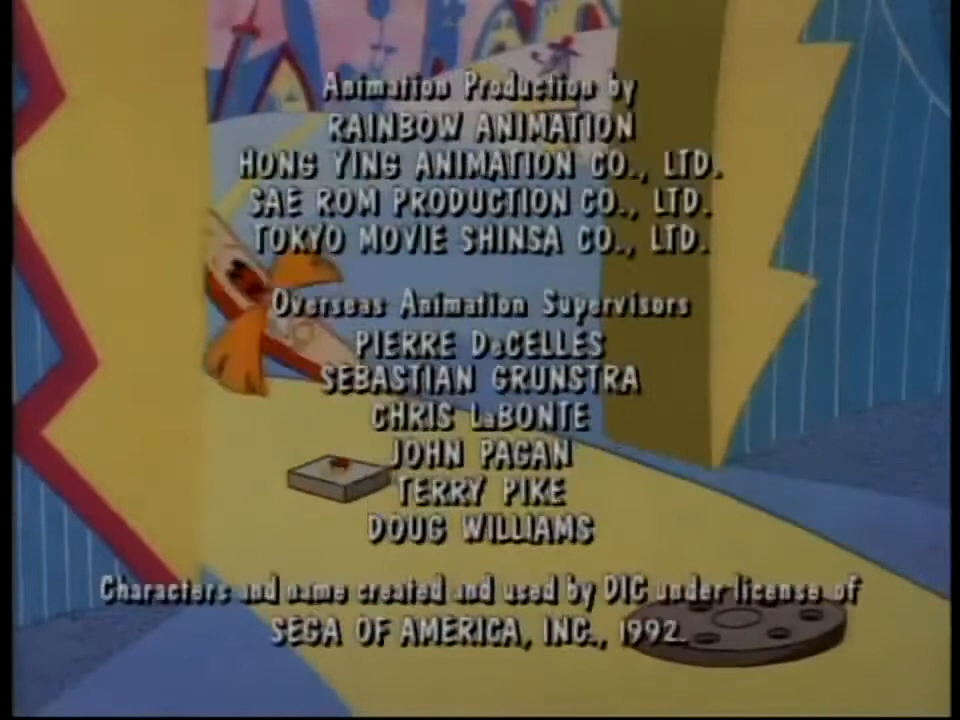 Animation Production by
RAINBOW ANIMATION
HONG YING ANIMATION CO., LTD.
SAE ROM PRODUCTION CO., LTD.
TOKYO MOVIE SHINSA CO., LTD.
Overseas Animation Supervisors
PIERRE DeCELLES
SEBASTIAN GRUNSTRA
CHRIS LaBONTE
JOHN PAGAN
TERRY PIKE
DOUG WILLIAMS
Characters and name created and used by DIC under license of
SEGA OF AMERICA, INC., 1992.